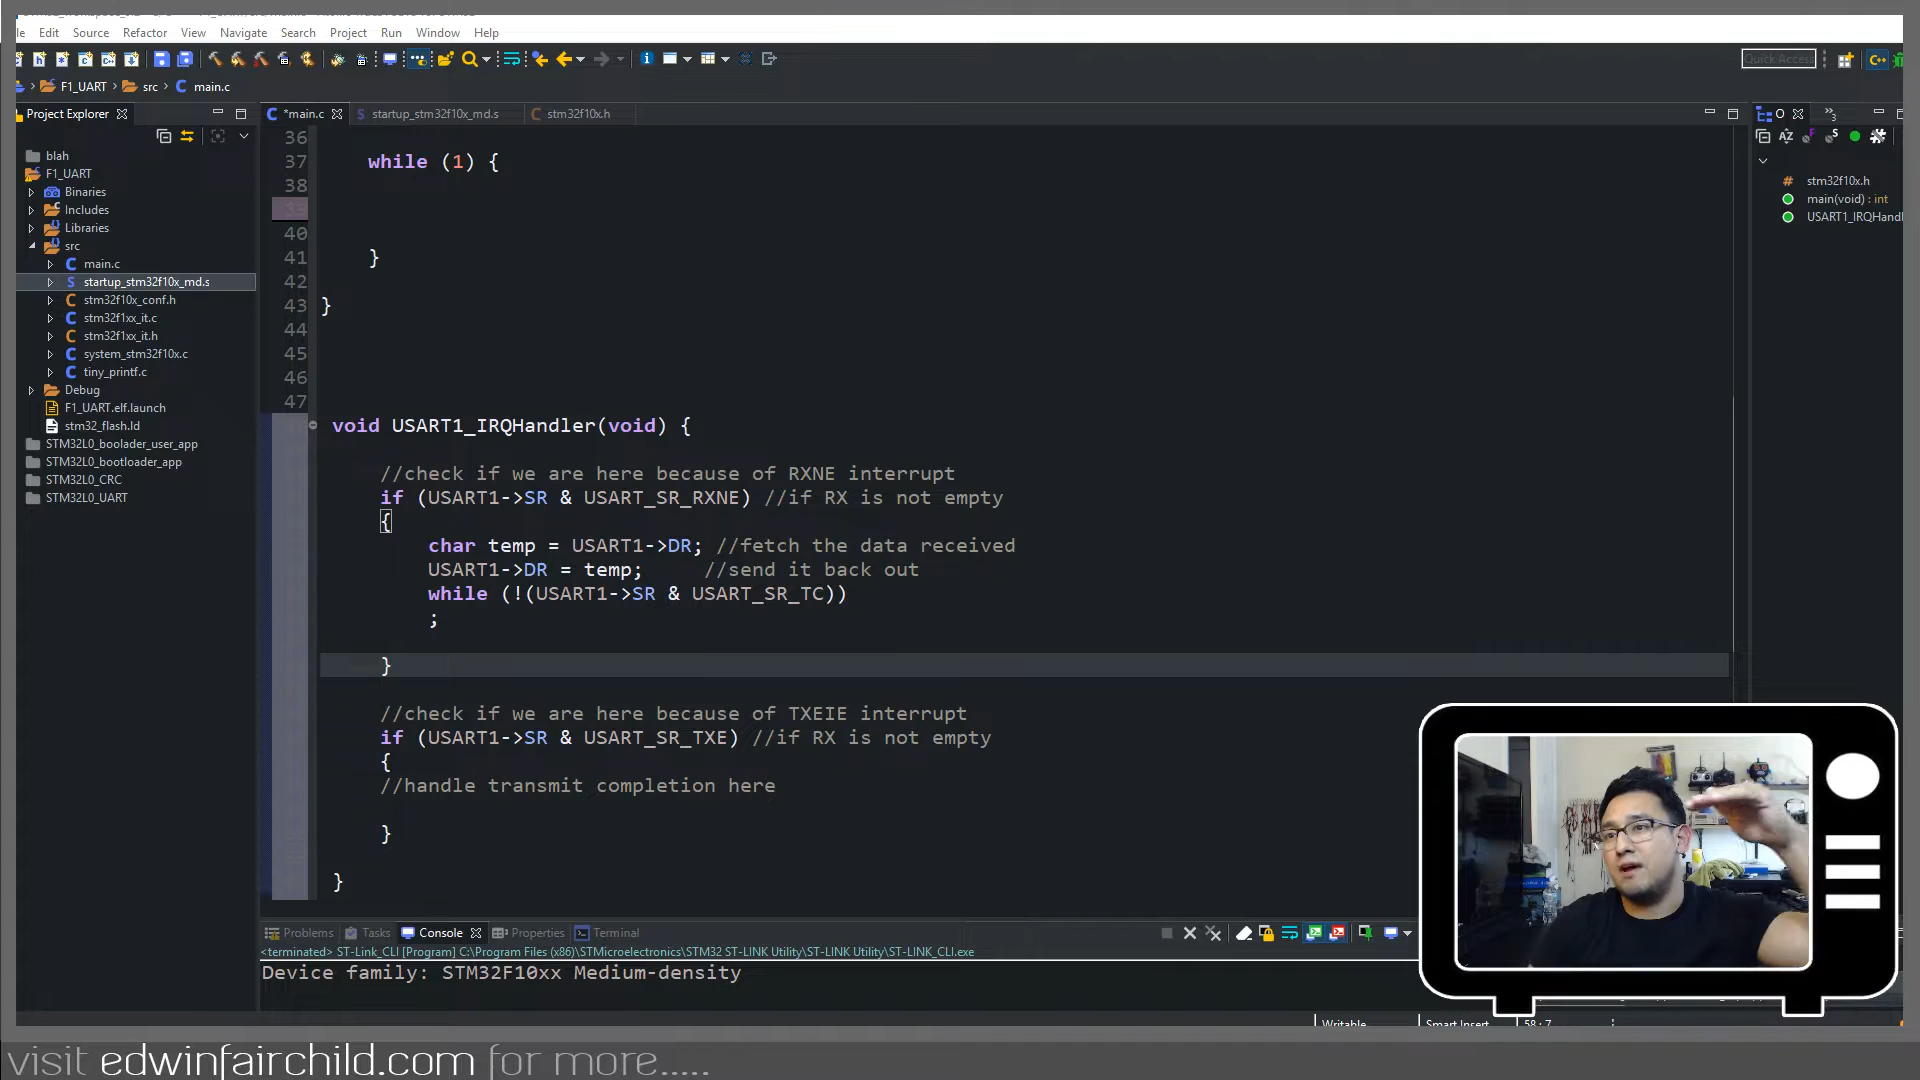 le Edit Source Refactor View Navigate Search Project Run Window Help
Quick Access
F1_UART src main.c
Project Explorer
*main.c startup_stm32f10x_md.s stm32f10x.h
O
3
blah
F1_UART
Binaries
Includes
Libraries
src
main.c
startup_stm32f10x_md.s
stm32f10x_conf.h
stm32f1xx_it.c
stm32f1xx_it.h
system_stm32f10x.c
tiny_printf.c
Debug
F1_UART.elf.launch
stm32_flash.ld
STM32L0_boolader_user_app
STM32L0_bootloader_app
STM32L0_CRC
STM32L0_UART
36
37 while (1) {
38
39
40
41 }
42
43 }
44
45
46
47
void USART1_IRQHandler(void) {
//check if we are here because of RXNE interrupt
if (USART1->SR & USART_SR_RXNE) //if RX is not empty
{
char temp = USART1->DR; //fetch the data received
USART1->DR = temp; //send it back out
while (!(USART1->SR & USART_SR_TC))
;
}
//check if we are here because of TXEIE interrupt
if (USART1->SR & USART_SR_TXE) //if RX is not empty
{
//handle transmit completion here
}
}
stm32f10x.h
main(void) : int
USART1_IRQHandl
Problems Tasks Console Properties Terminal
<terminated> ST-Link_CLI [Program] C:\Program Files (x86)\STMicroelectronics\STM32 ST-LINK Utility\ST-LINK Utility\ST-LINK_CLI.exe
Device family: STM32F10xx Medium-density
Writable Smart Insert 58 : 7
visit edwinfairchild.com for more.....